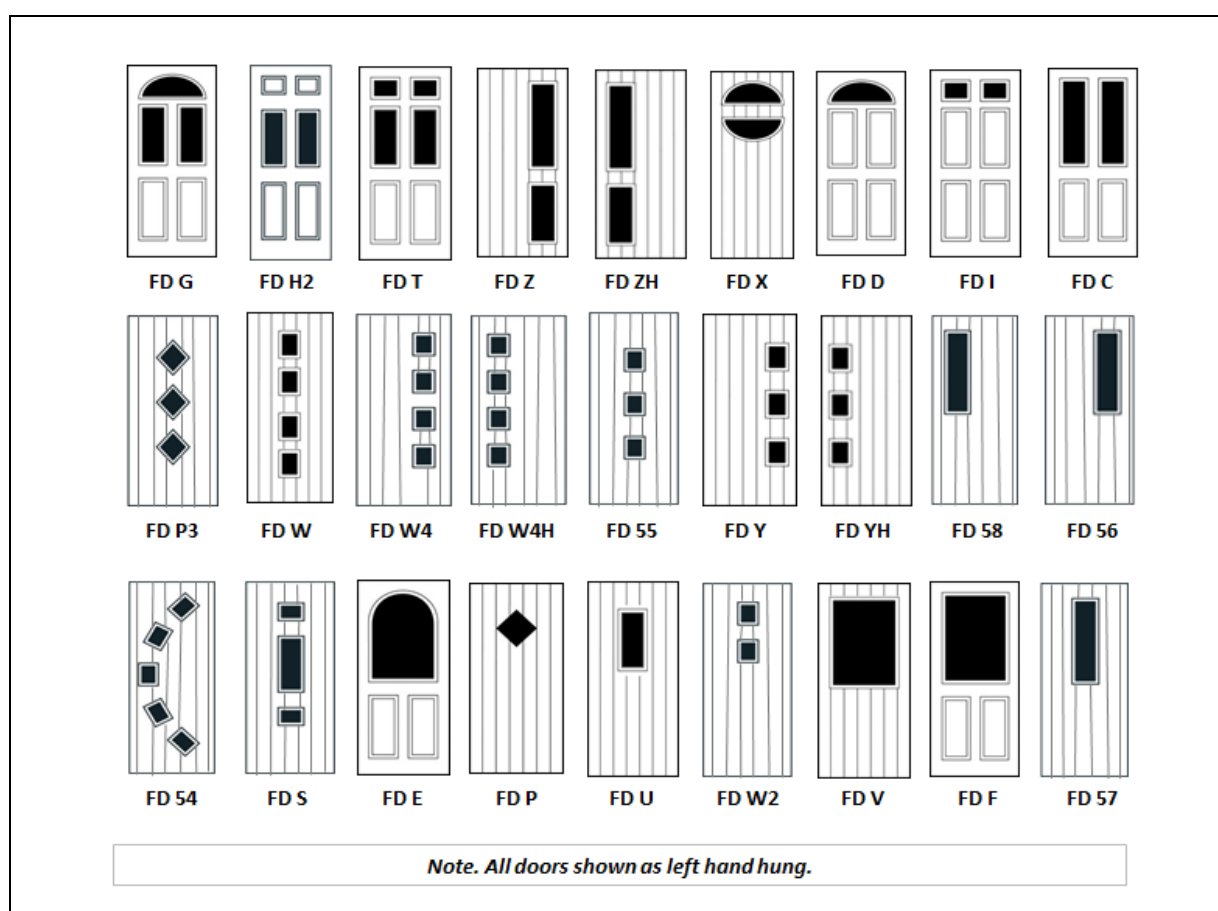 FD G FD H2 FD T FD Z FD ZH FD X FD D FD I FD C
FD P3 FD W FD W4 FD W4H FD 55 FD Y FD YH FD 58 FD 56
FD 54 FD S FD E FD P FD U FD W2 FD V FD F FD 57
Note. All doors shown as left hand hung.